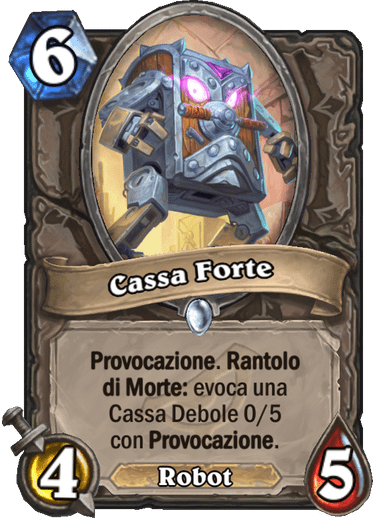 6
Cassa Forte
Provocazione. Rantolo
di Morte: evoca una
Cassa Debole 0/5
con Provocazione.
4
Robot
5